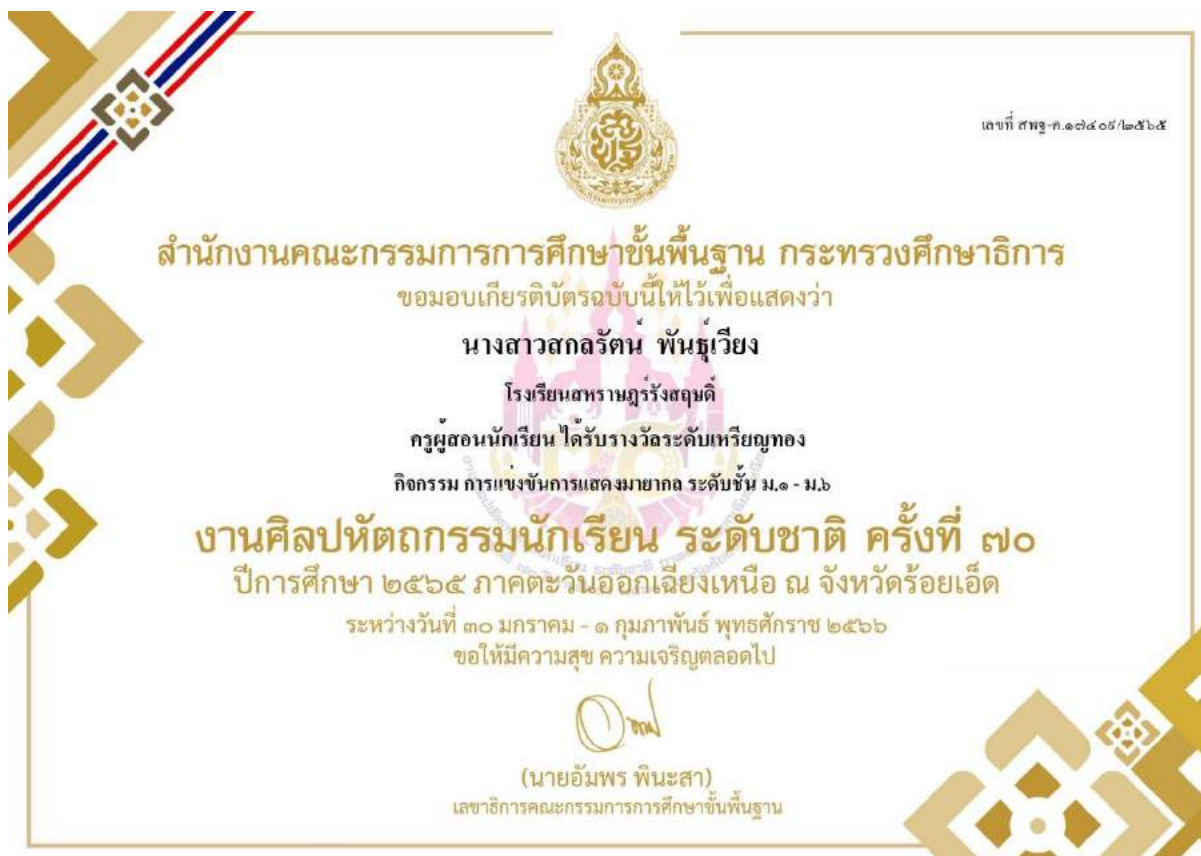 เลขที่ สพฐ-ค.๑๗๔๐๙/๒๕๖๕
สำนักงานคณะกรรมการการศึกษาขั้นพื้นฐาน กระทรวงศึกษาธิการ
ขอมอบเกียรติบัตรฉบับนี้ให้ไว้เพื่อแสดงว่า
นางสาวสกลรัตน์ พันธุ์เวียง
โรงเรียนสหราษฎร์รังสฤษดิ์
ครูผู้สอนนักเรียน ได้รับรางวัลระดับเหรียญทอง
กิจกรรม การแข่งขันการแสดงมายากล ระดับชั้น ม.๑ - ม.๖
งานศิลปหัตถกรรมนักเรียน ระดับชาติ ครั้งที่ ๗๐
ปีการศึกษา ๒๕๖๕ ภาคตะวันออกเฉียงเหนือ ณ จังหวัดร้อยเอ็ด
ระหว่างวันที่ ๓๐ มกราคม - ๑ กุมภาพันธ์ พุทธศักราช ๒๕๖๖
ขอให้มีความสุข ความเจริญตลอดไป
(นายอัมพร พินะสา)
เลขาธิการคณะกรรมการการศึกษาขั้นพื้นฐาน